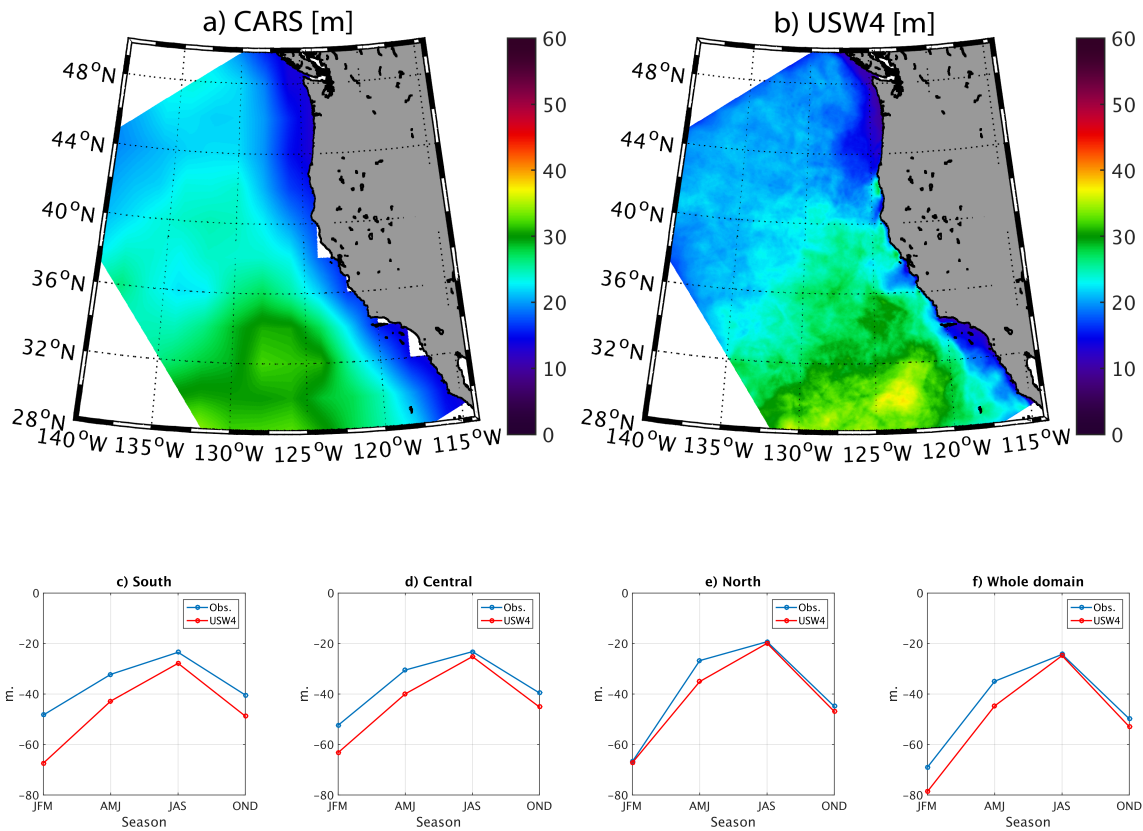 a) CARS [m]
b) USW4 [m]
48°N
44°N
40°N
36°N
32°N
28°N
140°W 135°W 130°W 125°W 120°W 115°W
60
50
40
30
20
10
0
48°N
44°N
40°N
36°N
32°N
28°N
140°W 135°W 130°W 125°W 120°W 115°W
60
50
40
30
20
10
0
c) South
m.
0
−20
−40
−60
−80
JFM AMJ JAS OND
Season
Obs.
USW4
d) Central
m.
0
−20
−40
−60
−80
JFM AMJ JAS OND
Season
Obs.
USW4
e) North
m.
0
−20
−40
−60
−80
JFM AMJ JAS OND
Season
Obs.
USW4
f) Whole domain
m.
0
−20
−40
−60
−80
JFM AMJ JAS OND
Season
Obs.
USW4